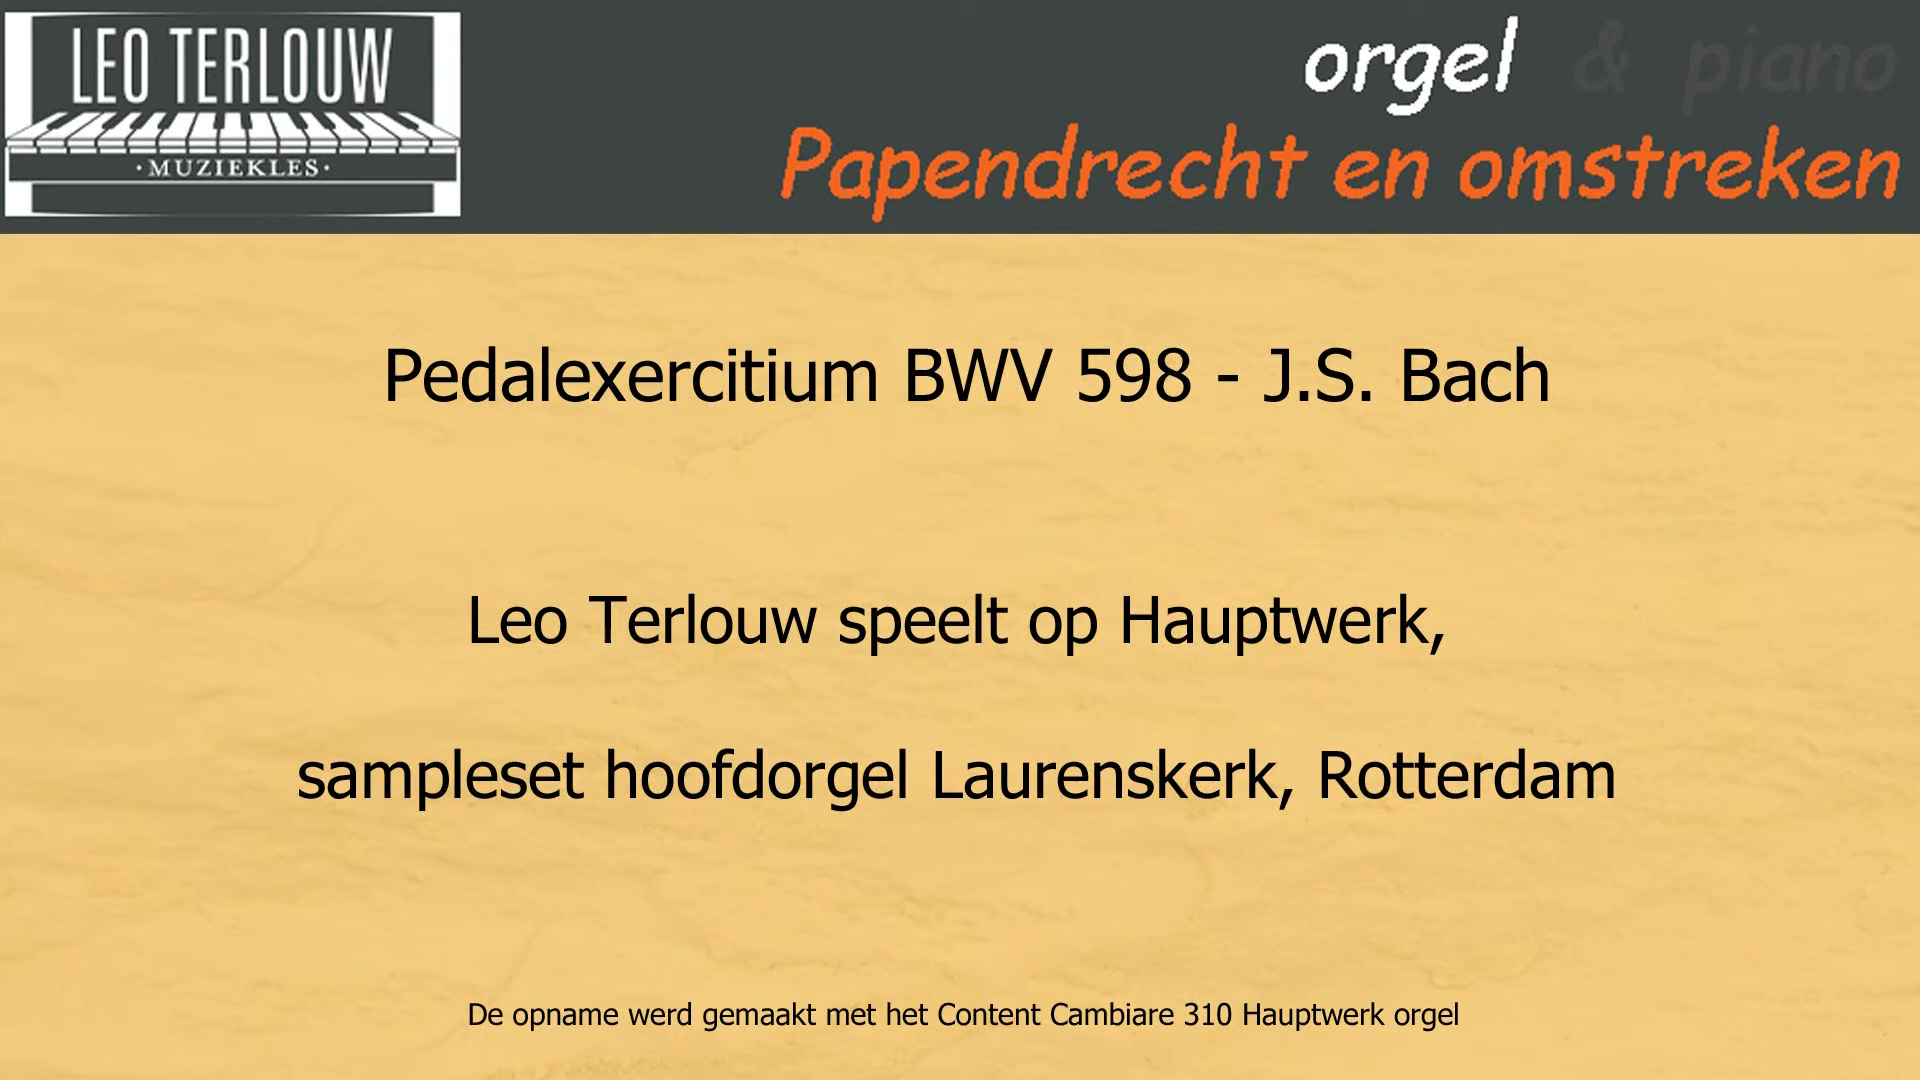 LEO TERLOUW
·MUZIEKLES·
orgel & piano
Papendrecht en omstreken
Pedalexercitium BWV 598 - J.S. Bach
Leo Terlouw speelt op Hauptwerk,
sampleset hoofdorgel Laurenskerk, Rotterdam
De opname werd gemaakt met het Content Cambiare 310 Hauptwerk orgel